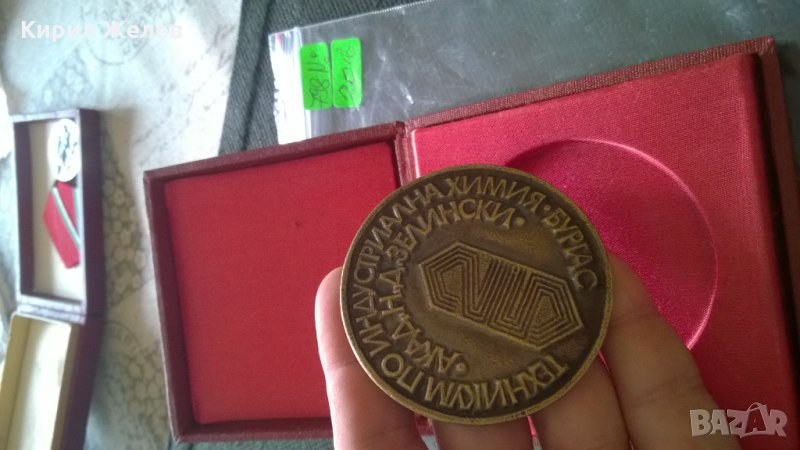 Кирил Желев
ТЕХНИКУМ ПО ИНДУСТРИАЛНА ХИМИЯ • БУРГАС
• АКАД. Н. Д. ЗЕЛИНСКИ •
BAZAR